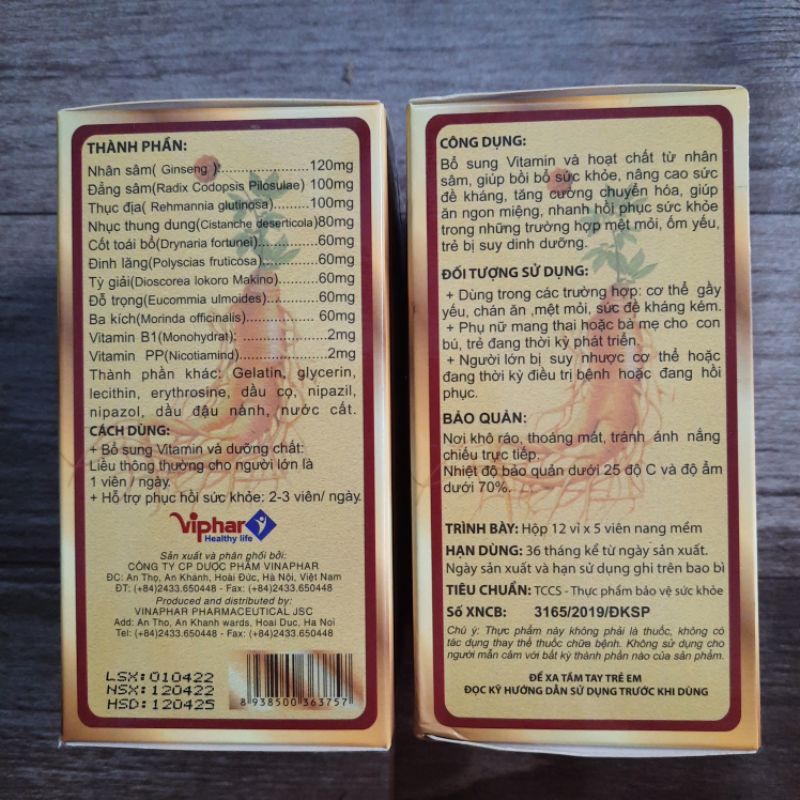 THÀNH PHẦN:
Nhân sâm( Ginseng ):..................120mg
Đảng sâm(Radix Codopsis Pilosulae) 100mg
Thục địa( Rehmannia glutinosa)..........100mg
Nhục thung dung(Cistanche deserticola)80mg
Cốt toái bổ(Drynaria fortunei)..............60mg
Đinh lăng(Polyscias fruticosa)..............60mg
Tỳ giải(Dioscorea lokoro Makino).........60mg
Đỗ trọng(Eucommia ulmoides)............60mg
Ba kích(Morinda officinalis)..................60mg
Vitamin B1(Monohydrat):......................2mg
Vitamin PP(Nicotiamind).......................2mg
Thành phần khác: Gelatin, glycerin,
lecithin, erythrosine, dầu cọ, nipazil,
nipazol, dầu đậu nành, nước cất.
CÁCH DÙNG:
+ Bổ sung Vitamin và dưỡng chất:
Liều thông thường cho người lớn là
1 viên/ ngày.
+ Hỗ trợ phục hồi sức khỏe: 2-3 viên/ ngày.
Viphar
Healthy life
Sản xuất và phân phối bởi:
CÔNG TY CP DƯỢC PHẨM VINAPHAR
ĐC: An Thọ, An Khánh, Hoài Đức, Hà Nội, Việt Nam
ĐT: (+84)2433.650448 - Fax: (+84)2433.650448
Produced and distributed by:
VINAPHAR PHARMACEUTICAL JSC
Add: An Tho, An Khanh wards, Hoai Duc, Ha Noi
Tel: (+84)2433.650448 - Fax: (+84)2433.650448
LSX: 010422
NSX: 120422
HSD: 120425
8 938500 363757
CÔNG DỤNG:
Bổ sung Vitamin và hoạt chất từ nhân
sâm, giúp bồi bổ sức khỏe, nâng cao sức
đề kháng, tăng cường chuyển hóa, giúp
ăn ngon miệng, nhanh hồi phục sức khỏe
trong những trường hợp mệt mỏi, ốm yếu,
trẻ bị suy dinh dưỡng.
ĐỐI TƯỢNG SỬ DỤNG:
+ Dùng trong các trường hợp: cơ thể gầy
yếu, chán ăn ,mệt mỏi, sức đề kháng kém.
+ Phụ nữ mang thai hoặc bà mẹ cho con
bú, trẻ đang thời kỳ phát triển.
+ Người lớn bị suy nhược cơ thể hoặc
đang thời kỳ điều trị bệnh hoặc đang hồi
phục.
BẢO QUẢN:
Nơi khô ráo, thoáng mát, tránh ánh nắng
chiếu trực tiếp.
Nhiệt độ bảo quản dưới 25 độ C và độ ẩm
dưới 70%.
TRÌNH BÀY: Hộp 12 vỉ x 5 viên nang mềm
HẠN DÙNG: 36 tháng kể từ ngày sản xuất.
Ngày sản xuất và hạn sử dụng ghi trên bao bì
TIÊU CHUẨN: TCCS - Thực phẩm bảo vệ sức khỏe
Số XNCB: 3165/2019/ĐKSP
Chú ý: Thực phẩm này không phải là thuốc, không có
tác dụng thay thế thuốc chữa bệnh. Không sử dụng cho
người mẫn cảm với bất kỳ thành phần nào của sản phẩm.
ĐỂ XA TẦM TAY TRẺ EM
ĐỌC KỸ HƯỚNG DẪN SỬ DỤNG TRƯỚC KHI DÙNG